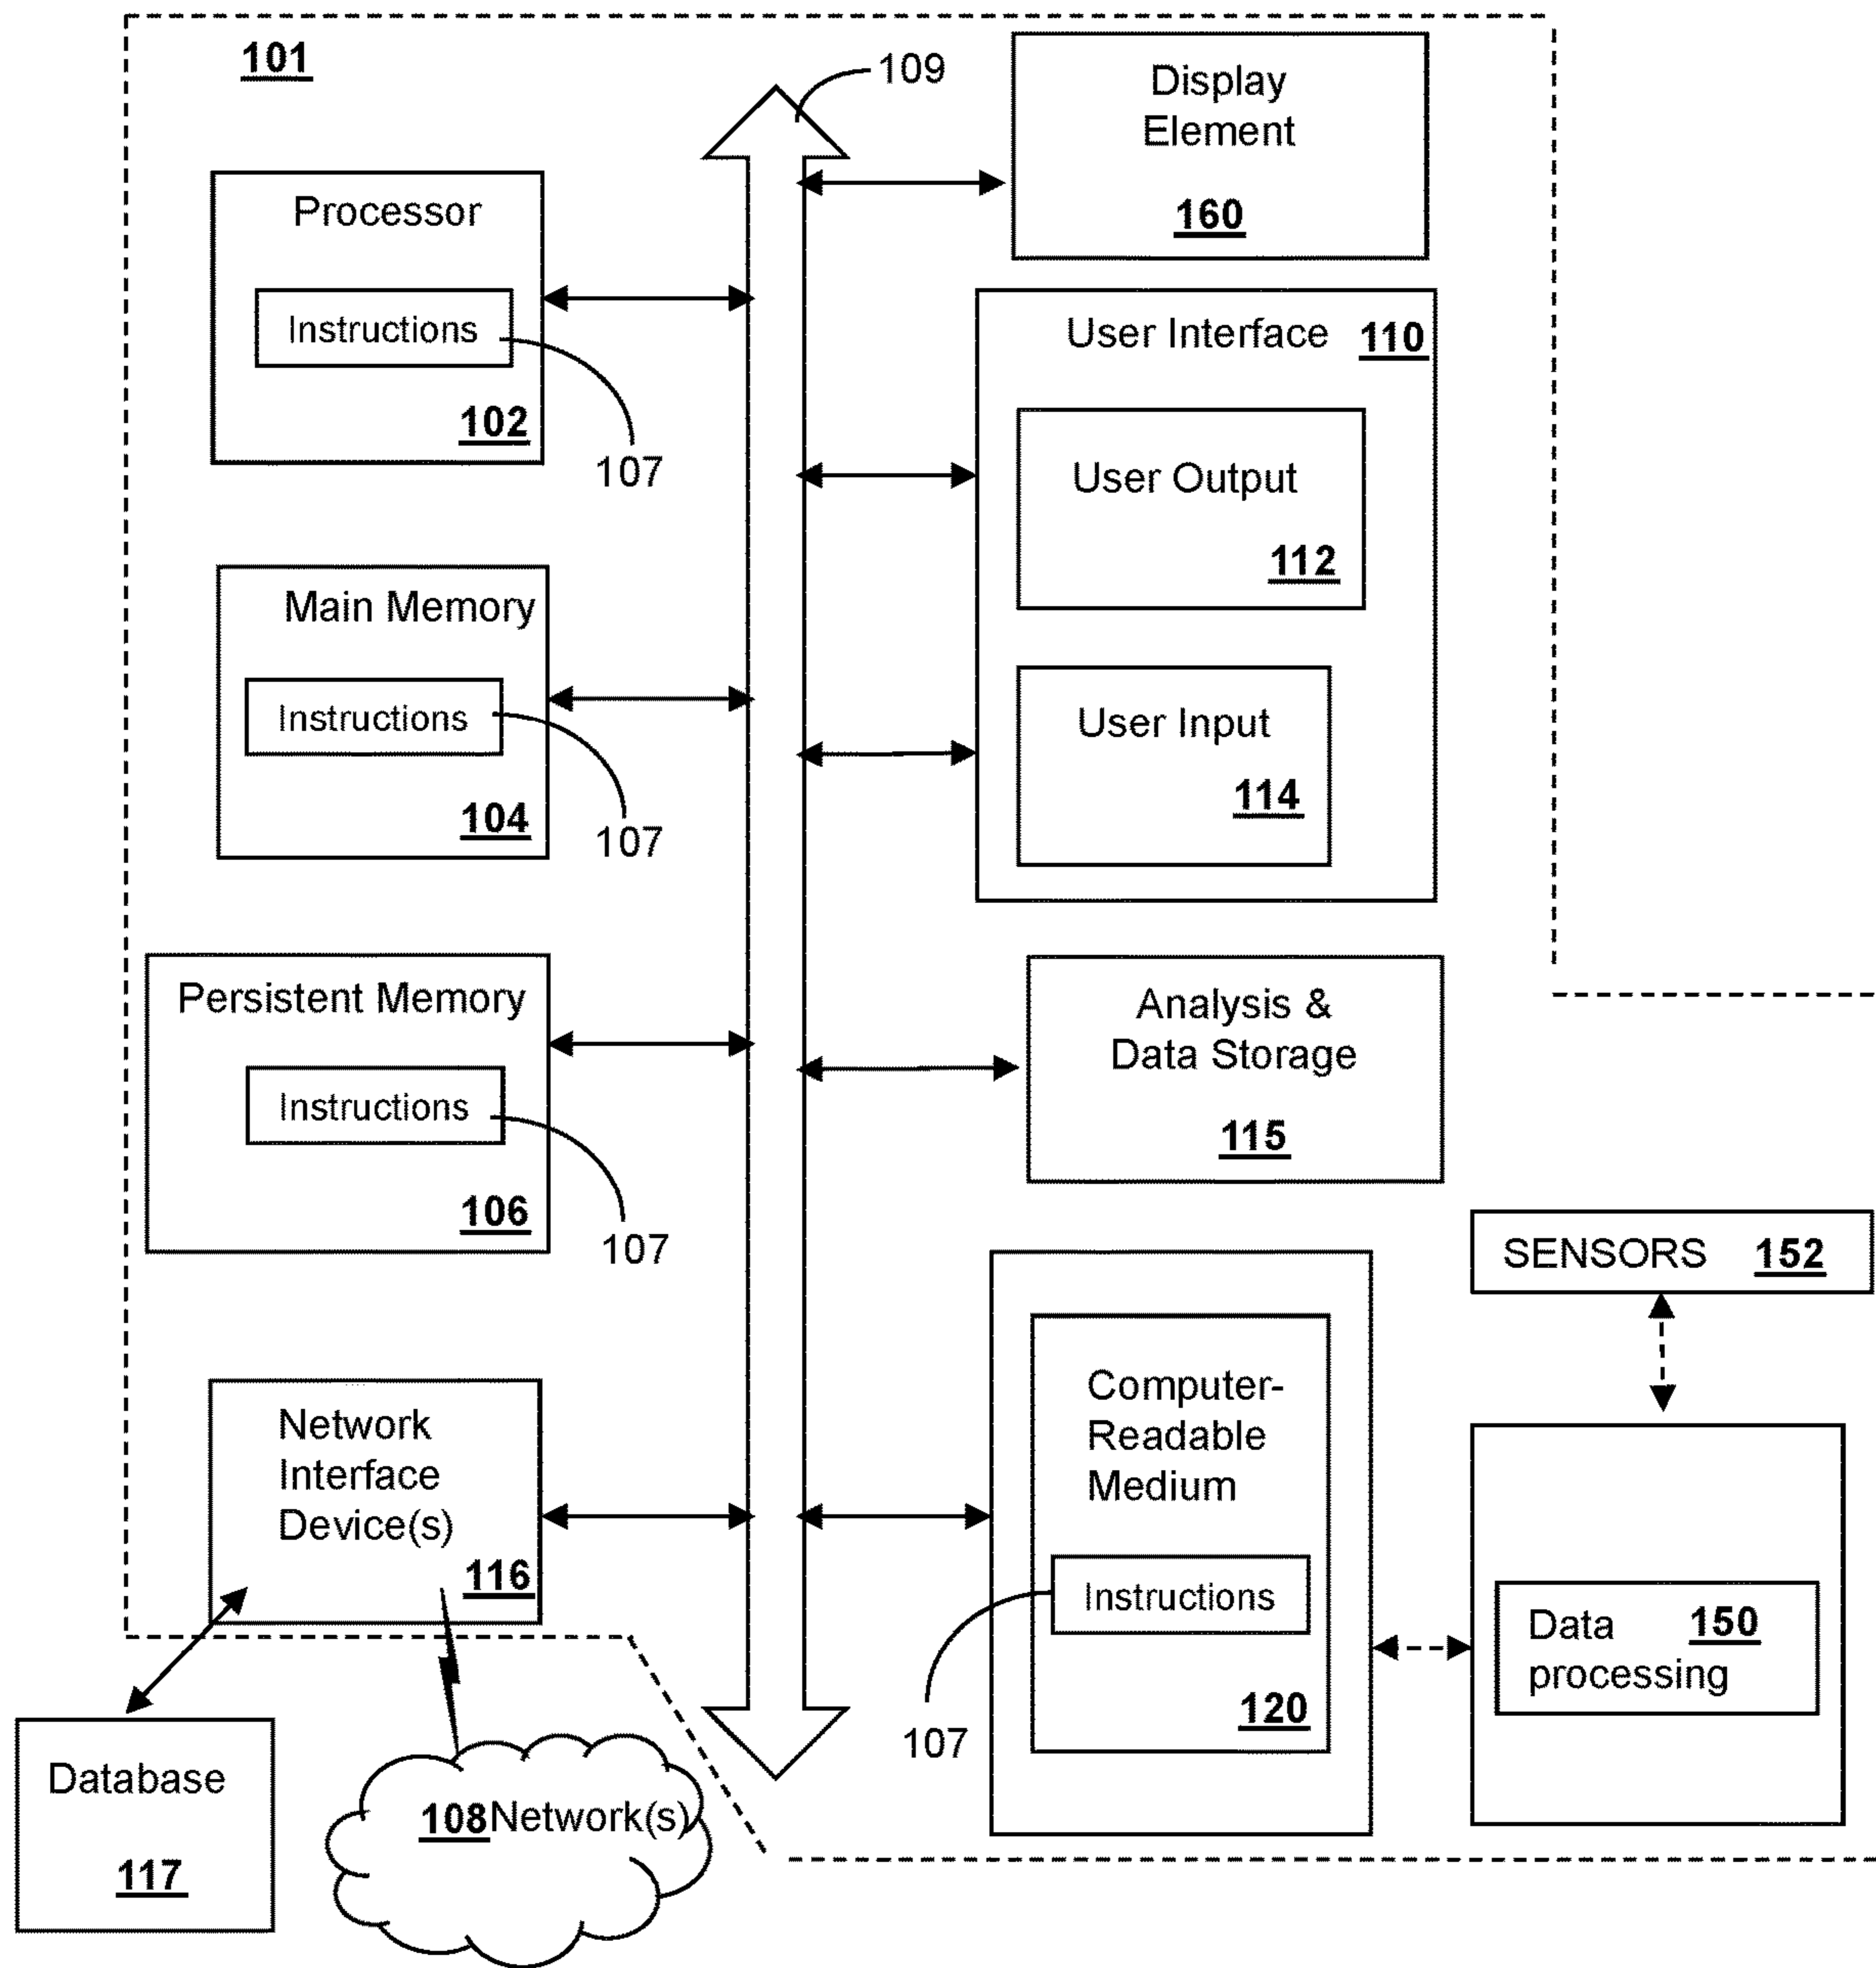 101
109
Display
Element
160
Processor
Instructions
102
107
User Interface 110
User Output
112
Main Memory
Instructions
104
107
User Input
114
Persistent Memory
Instructions
106
107
Analysis &
Data Storage
115
SENSORS 152
Network
Interface
Device(s)
116
Computer-
Readable
Medium
Instructions
120
107
Data 150
processing
Database
117
108 Network(s)